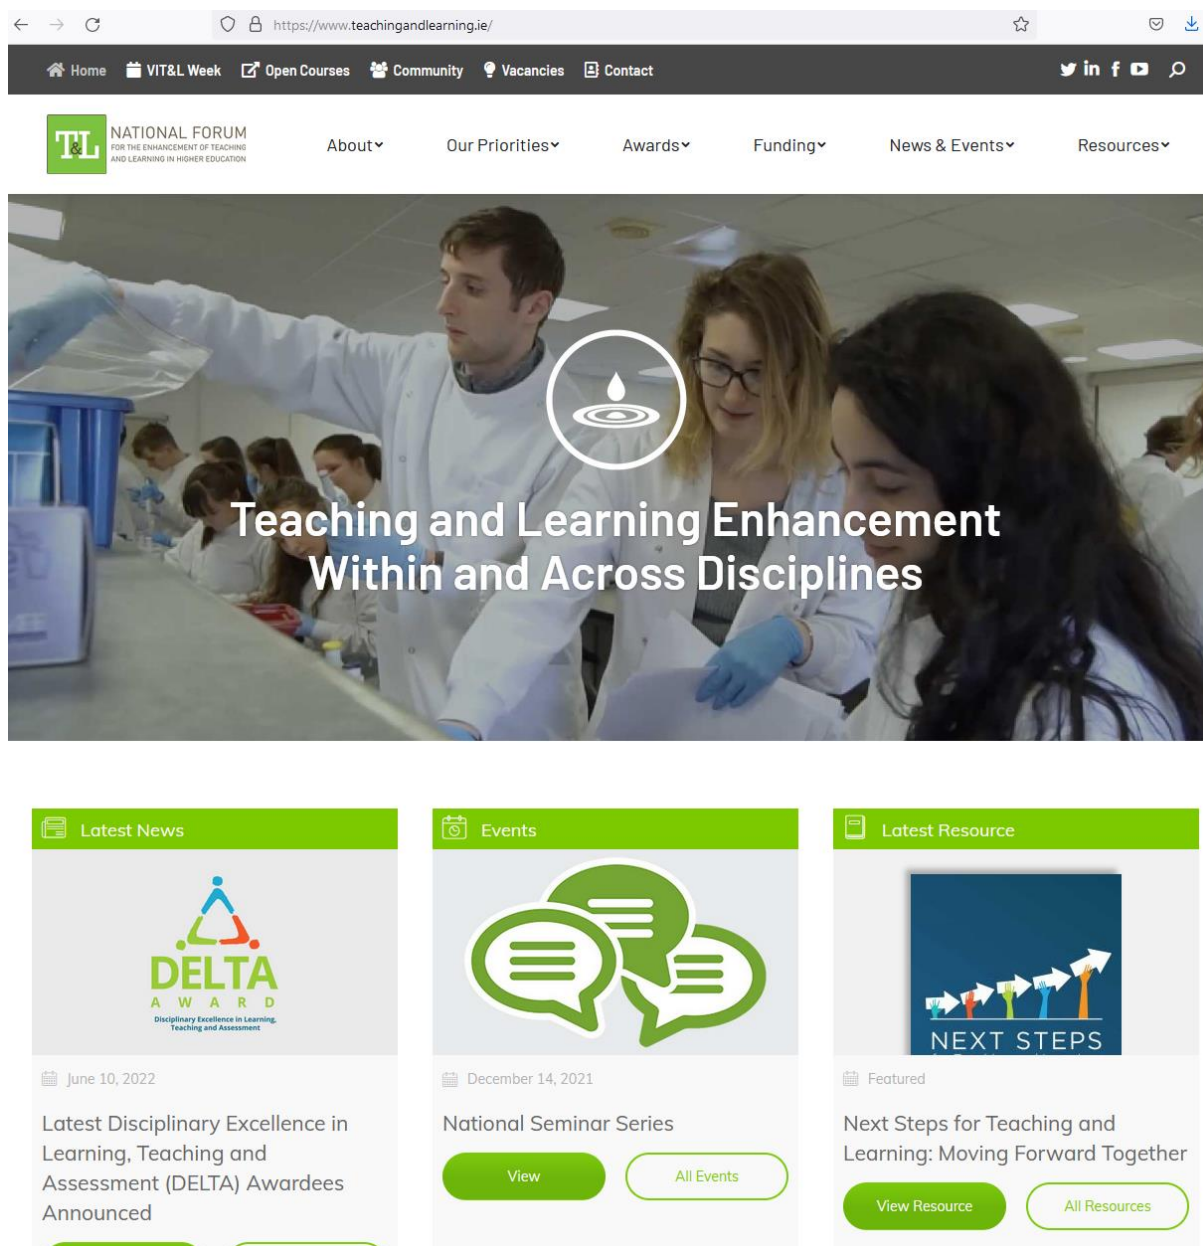 https://www.teachingandlearning.ie/
Home VIT&L Week Open Courses Community Vacancies Contact
T&L
NATIONAL FORUM
FOR THE ENHANCEMENT OF TEACHING
AND LEARNING IN HIGHER EDUCATION
About Our Priorities Awards Funding News & Events Resources
Teaching and Learning Enhancement
Within and Across Disciplines
Latest News
DELTA
AWARD
Disciplinary Excellence in Learning,
Teaching and Assessment
June 10, 2022
Latest Disciplinary Excellence in
Learning, Teaching and
Assessment (DELTA) Awardees
Announced
Events
December 14, 2021
National Seminar Series
View All Events
Latest Resource
NEXT STEPS
Featured
Next Steps for Teaching and
Learning: Moving Forward Together
View Resource All Resources